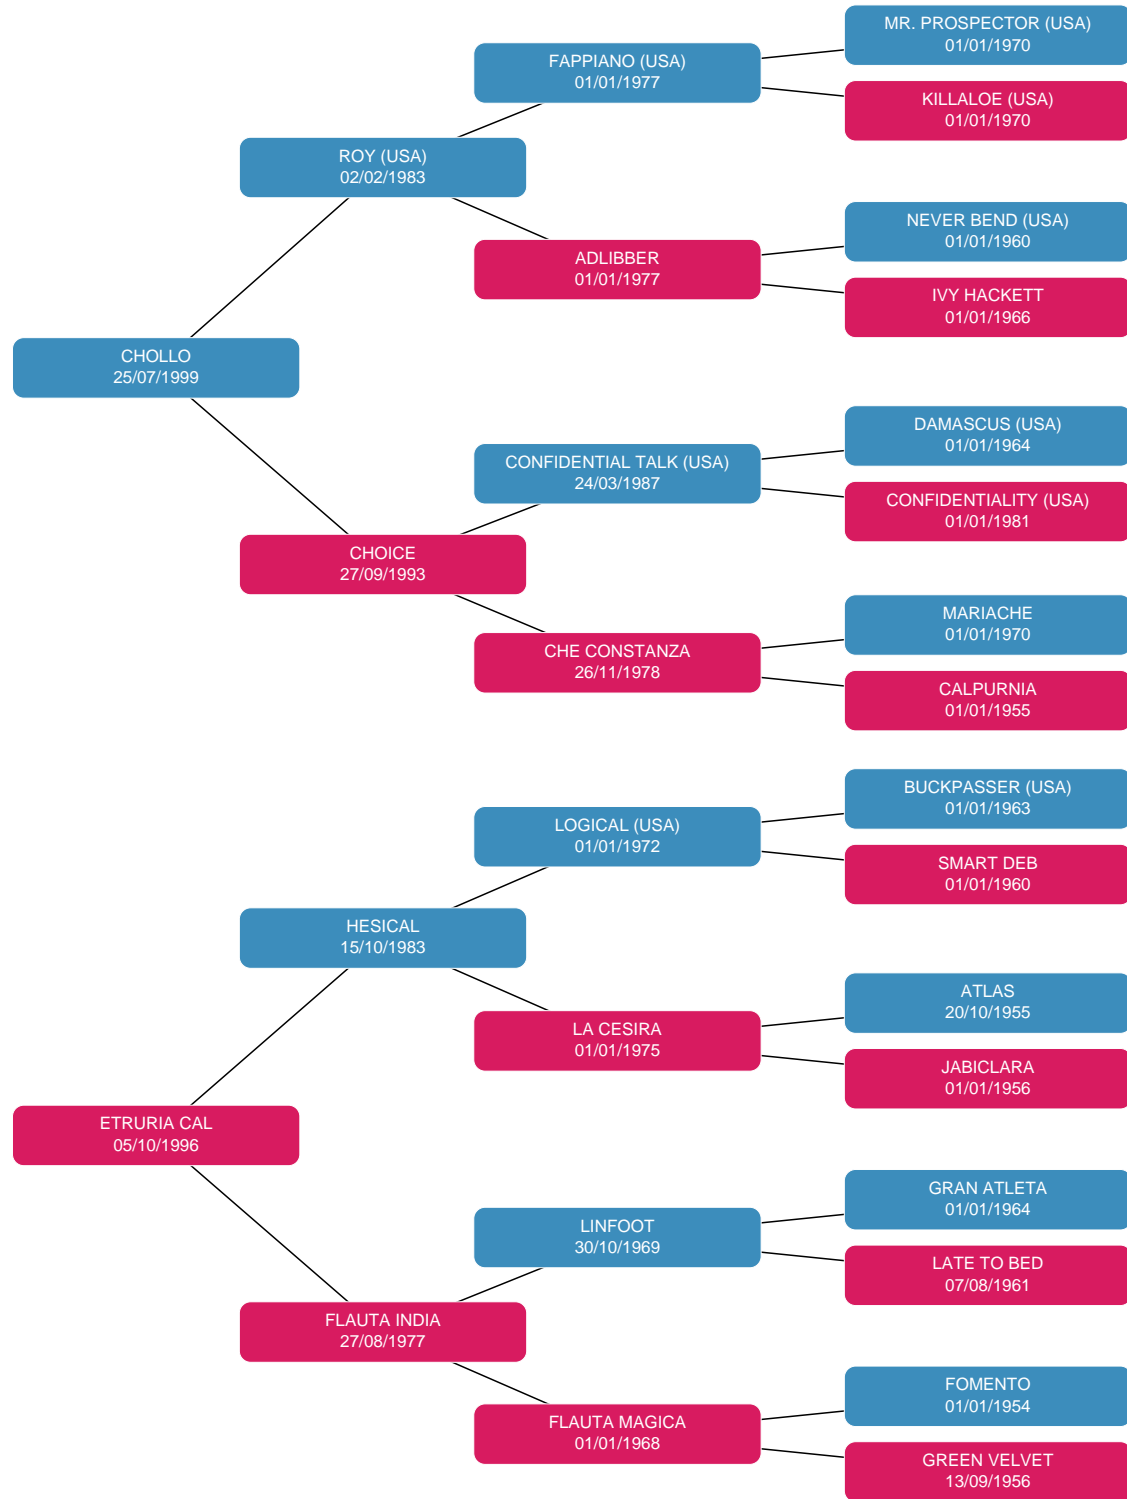 MR. PROSPECTOR (USA)
01/01/1970
FAPPIANO (USA)
01/01/1977
KILLALOE (USA)
01/01/1970
ROY (USA)
02/02/1983
NEVER BEND (USA)
01/01/1960
ADLIBBER
01/01/1977
IVY HACKETT
01/01/1966
CHOLLO
25/07/1999
DAMASCUS (USA)
01/01/1964
CONFIDENTIAL TALK (USA)
24/03/1987
CONFIDENTIALITY (USA)
01/01/1981
CHOICE
27/09/1993
MARIACHE
01/01/1970
CHE CONSTANZA
26/11/1978
CALPURNIA
01/01/1955
BUCKPASSER (USA)
01/01/1963
LOGICAL (USA)
01/01/1972
SMART DEB
01/01/1960
HESICAL
15/10/1983
ATLAS
20/10/1955
LA CESIRA
01/01/1975
JABICLARA
01/01/1956
ETRURIA CAL
05/10/1996
GRAN ATLETA
01/01/1964
LINFOOT
30/10/1969
LATE TO BED
07/08/1961
FLAUTA INDIA
27/08/1977
FOMENTO
01/01/1954
FLAUTA MAGICA
01/01/1968
GREEN VELVET
13/09/1956